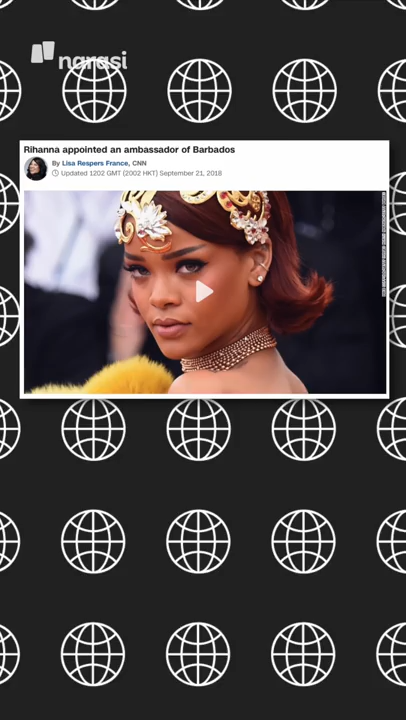 narasi
Rihanna appointed an ambassador of Barbados
By Lisa Respers France, CNN
Updated 1202 GMT (2002 HKT) September 21, 2018